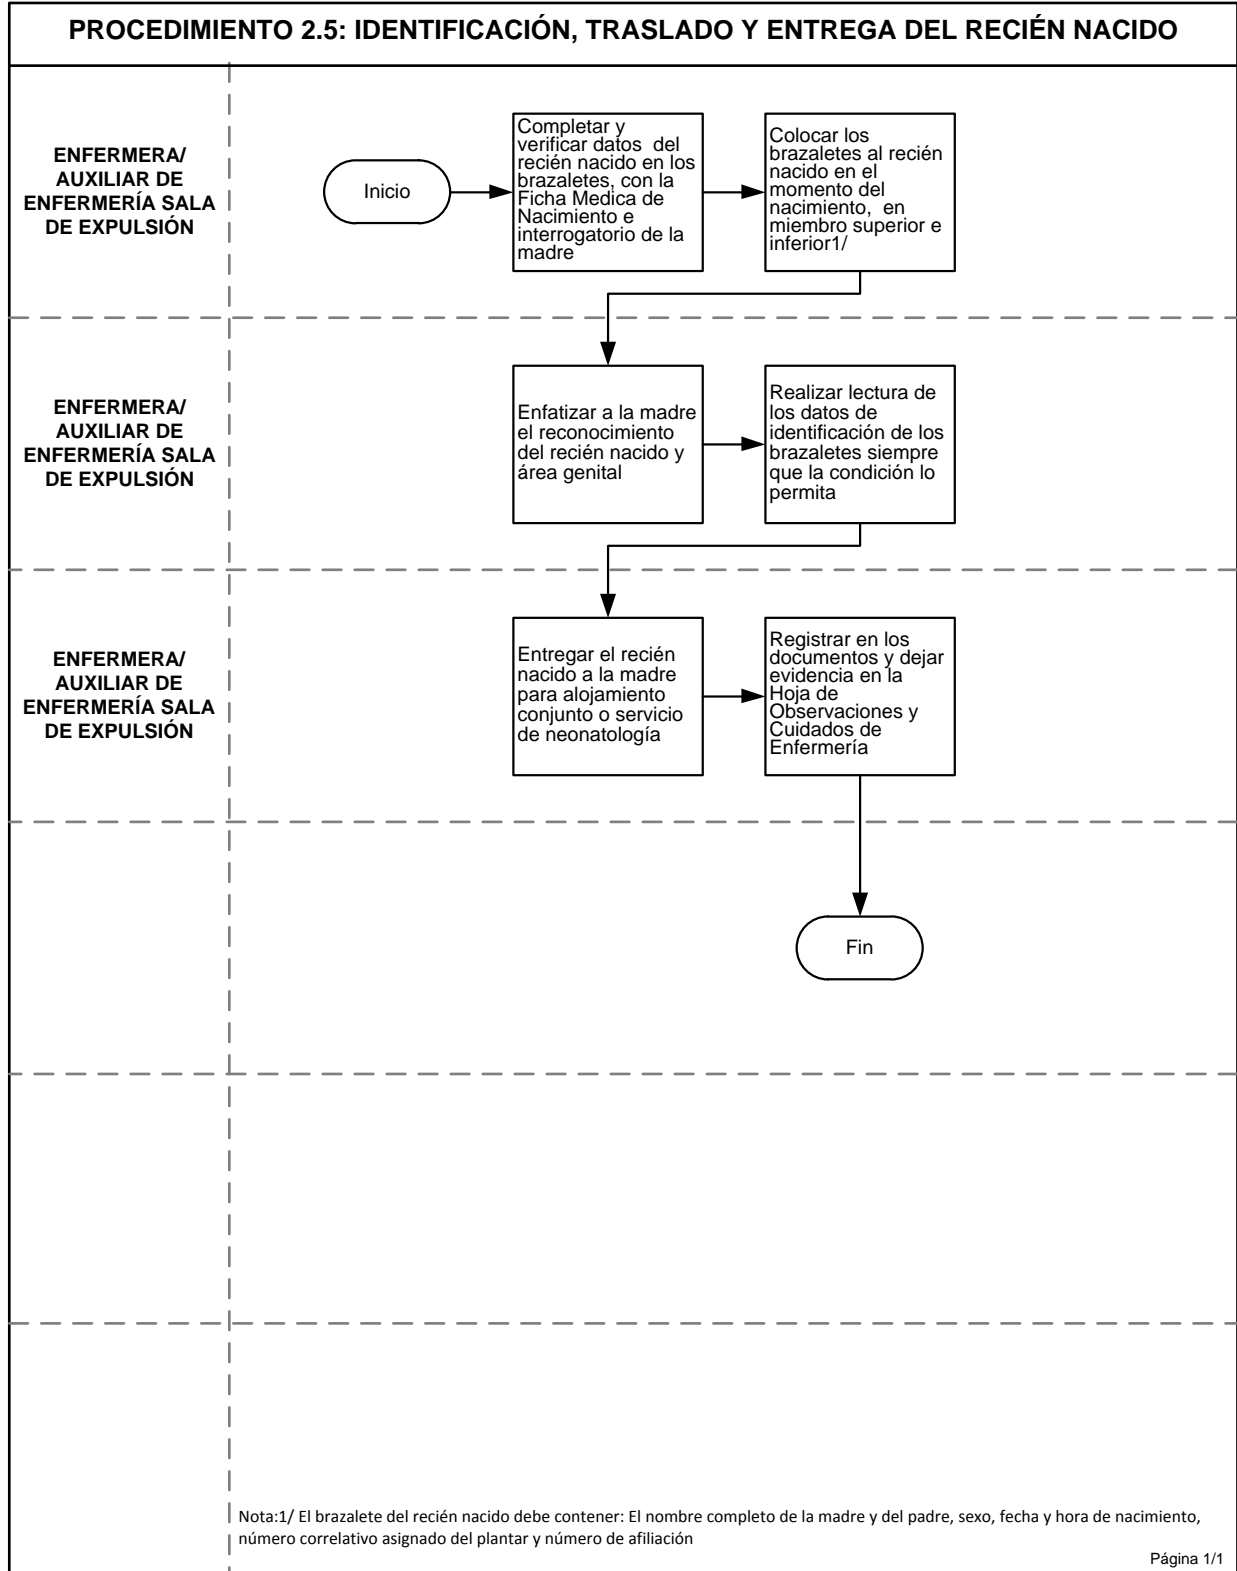 PROCEDIMIENTO 2.5: IDENTIFICACIÓN, TRASLADO Y ENTREGA DEL RECIÉN NACIDO
ENFERMERA/
AUXILIAR DE
ENFERMERÍA SALA
DE EXPULSIÓN
Inicio
Completar y
verificar datos  del
recién nacido en los
brazaletes, con la
Ficha Medica de
Nacimiento e
interrogatorio de la
madre
Colocar los
brazaletes al recién
nacido en el
momento del
nacimiento,  en
miembro superior e
inferior1/
ENFERMERA/
AUXILIAR DE
ENFERMERÍA SALA
DE EXPULSIÓN
Enfatizar a la madre
el reconocimiento
del recién nacido y
área genital
Realizar lectura de
los datos de
identificación de los
brazaletes siempre
que la condición lo
permita
ENFERMERA/
AUXILIAR DE
ENFERMERÍA SALA
DE EXPULSIÓN
Entregar el recién
nacido a la madre
para alojamiento
conjunto o servicio
de neonatología
Registrar en los
documentos y dejar
evidencia en la
Hoja de
Observaciones y
Cuidados de
Enfermería
Fin
Nota:1/ El brazalete del recién nacido debe contener: El nombre completo de la madre y del padre, sexo, fecha y hora de nacimiento,
número correlativo asignado del plantar y número de afiliación
Página 1/1